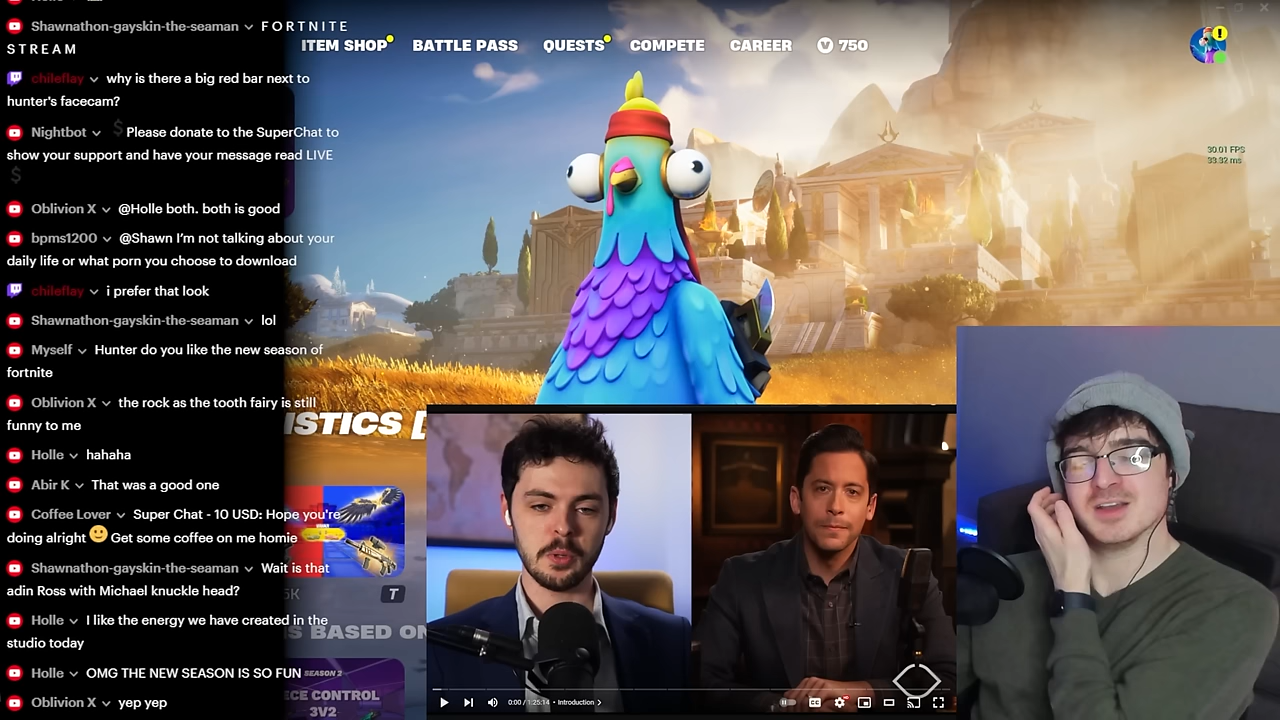 Shawnathon-gayskin-the-seaman FORTNITE
STREAM
chileflay why is there a big red bar next to
hunter's facecam?
Nightbot $ Please donate to the SuperChat to
show your support and have your message read LIVE
$
Oblivion X @Holle both. both is good
bpms1200 @Shawn I'm not talking about your
daily life or what porn you choose to download
chileflay i prefer that look
Shawnathon-gayskin-the-seaman lol
Myself Hunter do you like the new season of
fortnite
Oblivion X the rock as the tooth fairy is still
funny to me
Holle hahaha
Abir K That was a good one
Coffee Lover Super Chat - 10 USD: Hope you're
doing alright Get some coffee on me homie
Shawnathon-gayskin-the-seaman Wait is that
adin Ross with Michael knuckle head?
Holle I like the energy we have created in the
studio today
Holle OMG THE NEW SEASON IS SO FUN
Oblivion X yep yep
ITEM SHOP BATTLE PASS QUESTS COMPETE CAREER V 750
30.01 FPS
33.32 ms
ISTICS [
5K T
S BASED ON
SEASON 2
ECE CONTROL
3V2
0:00 / 1:25:14 • Introduction